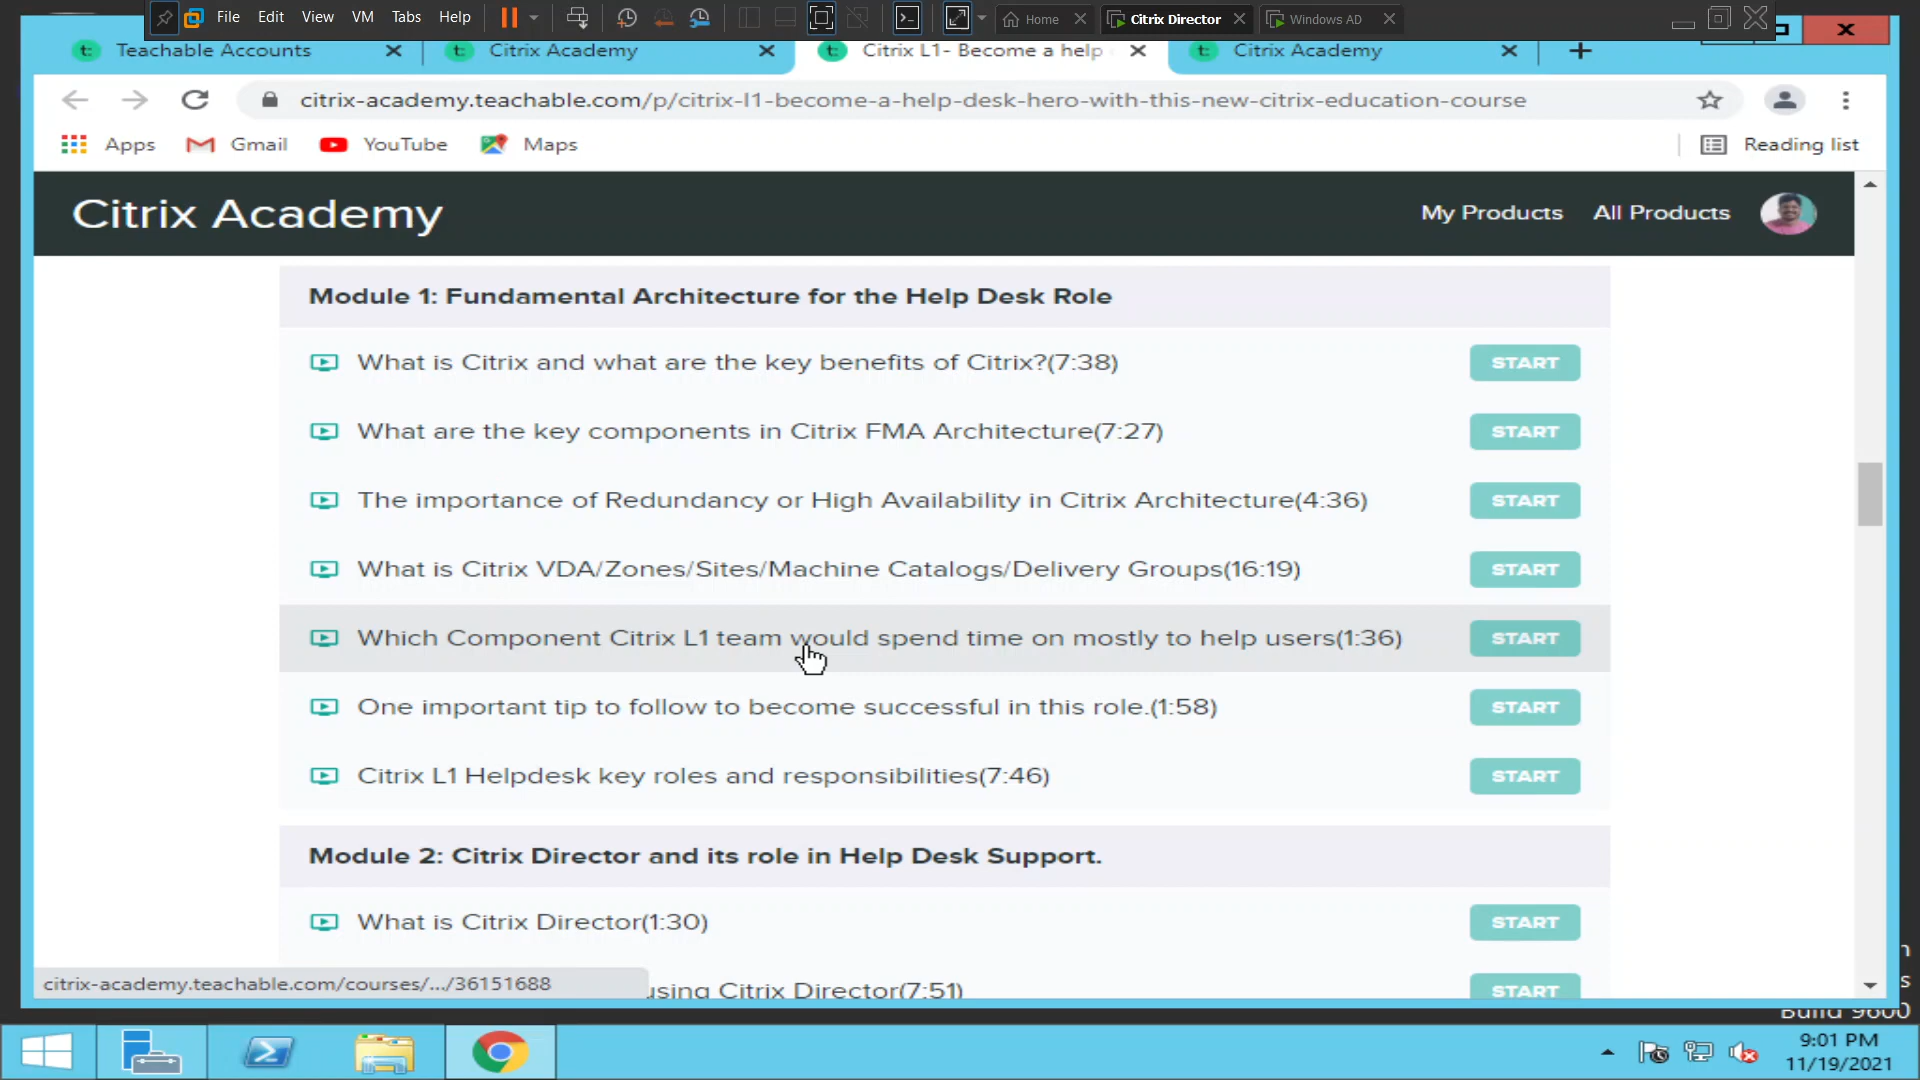 File Edit View VM Tabs Help Home Citrix Director Windows AD
Teachable Accounts Citrix Academy Citrix L1- Become a help Citrix Academy
citrix-academy.teachable.com/p/citrix-l1-become-a-help-desk-hero-with-this-new-citrix-education-course
Apps Gmail YouTube Maps Reading list
Citrix Academy My Products All Products
Module 1: Fundamental Architecture for the Help Desk Role
What is Citrix and what are the key benefits of Citrix?(7:38) START
What are the key components in Citrix FMA Architecture(7:27) START
The importance of Redundancy or High Availability in Citrix Architecture(4:36) START
What is Citrix VDA/Zones/Sites/Machine Catalogs/Delivery Groups(16:19) START
Which Component Citrix L1 team would spend time on mostly to help users(1:36) START
One important tip to follow to become successful in this role.(1:58) START
Citrix L1 Helpdesk key roles and responsibilities(7:46) START
Module 2: Citrix Director and its role in Help Desk Support.
What is Citrix Director(1:30) START
using Citrix Director(7:51) START
citrix-academy.teachable.com/courses/.../36151688
Build 9600
9:01 PM
11/19/2021